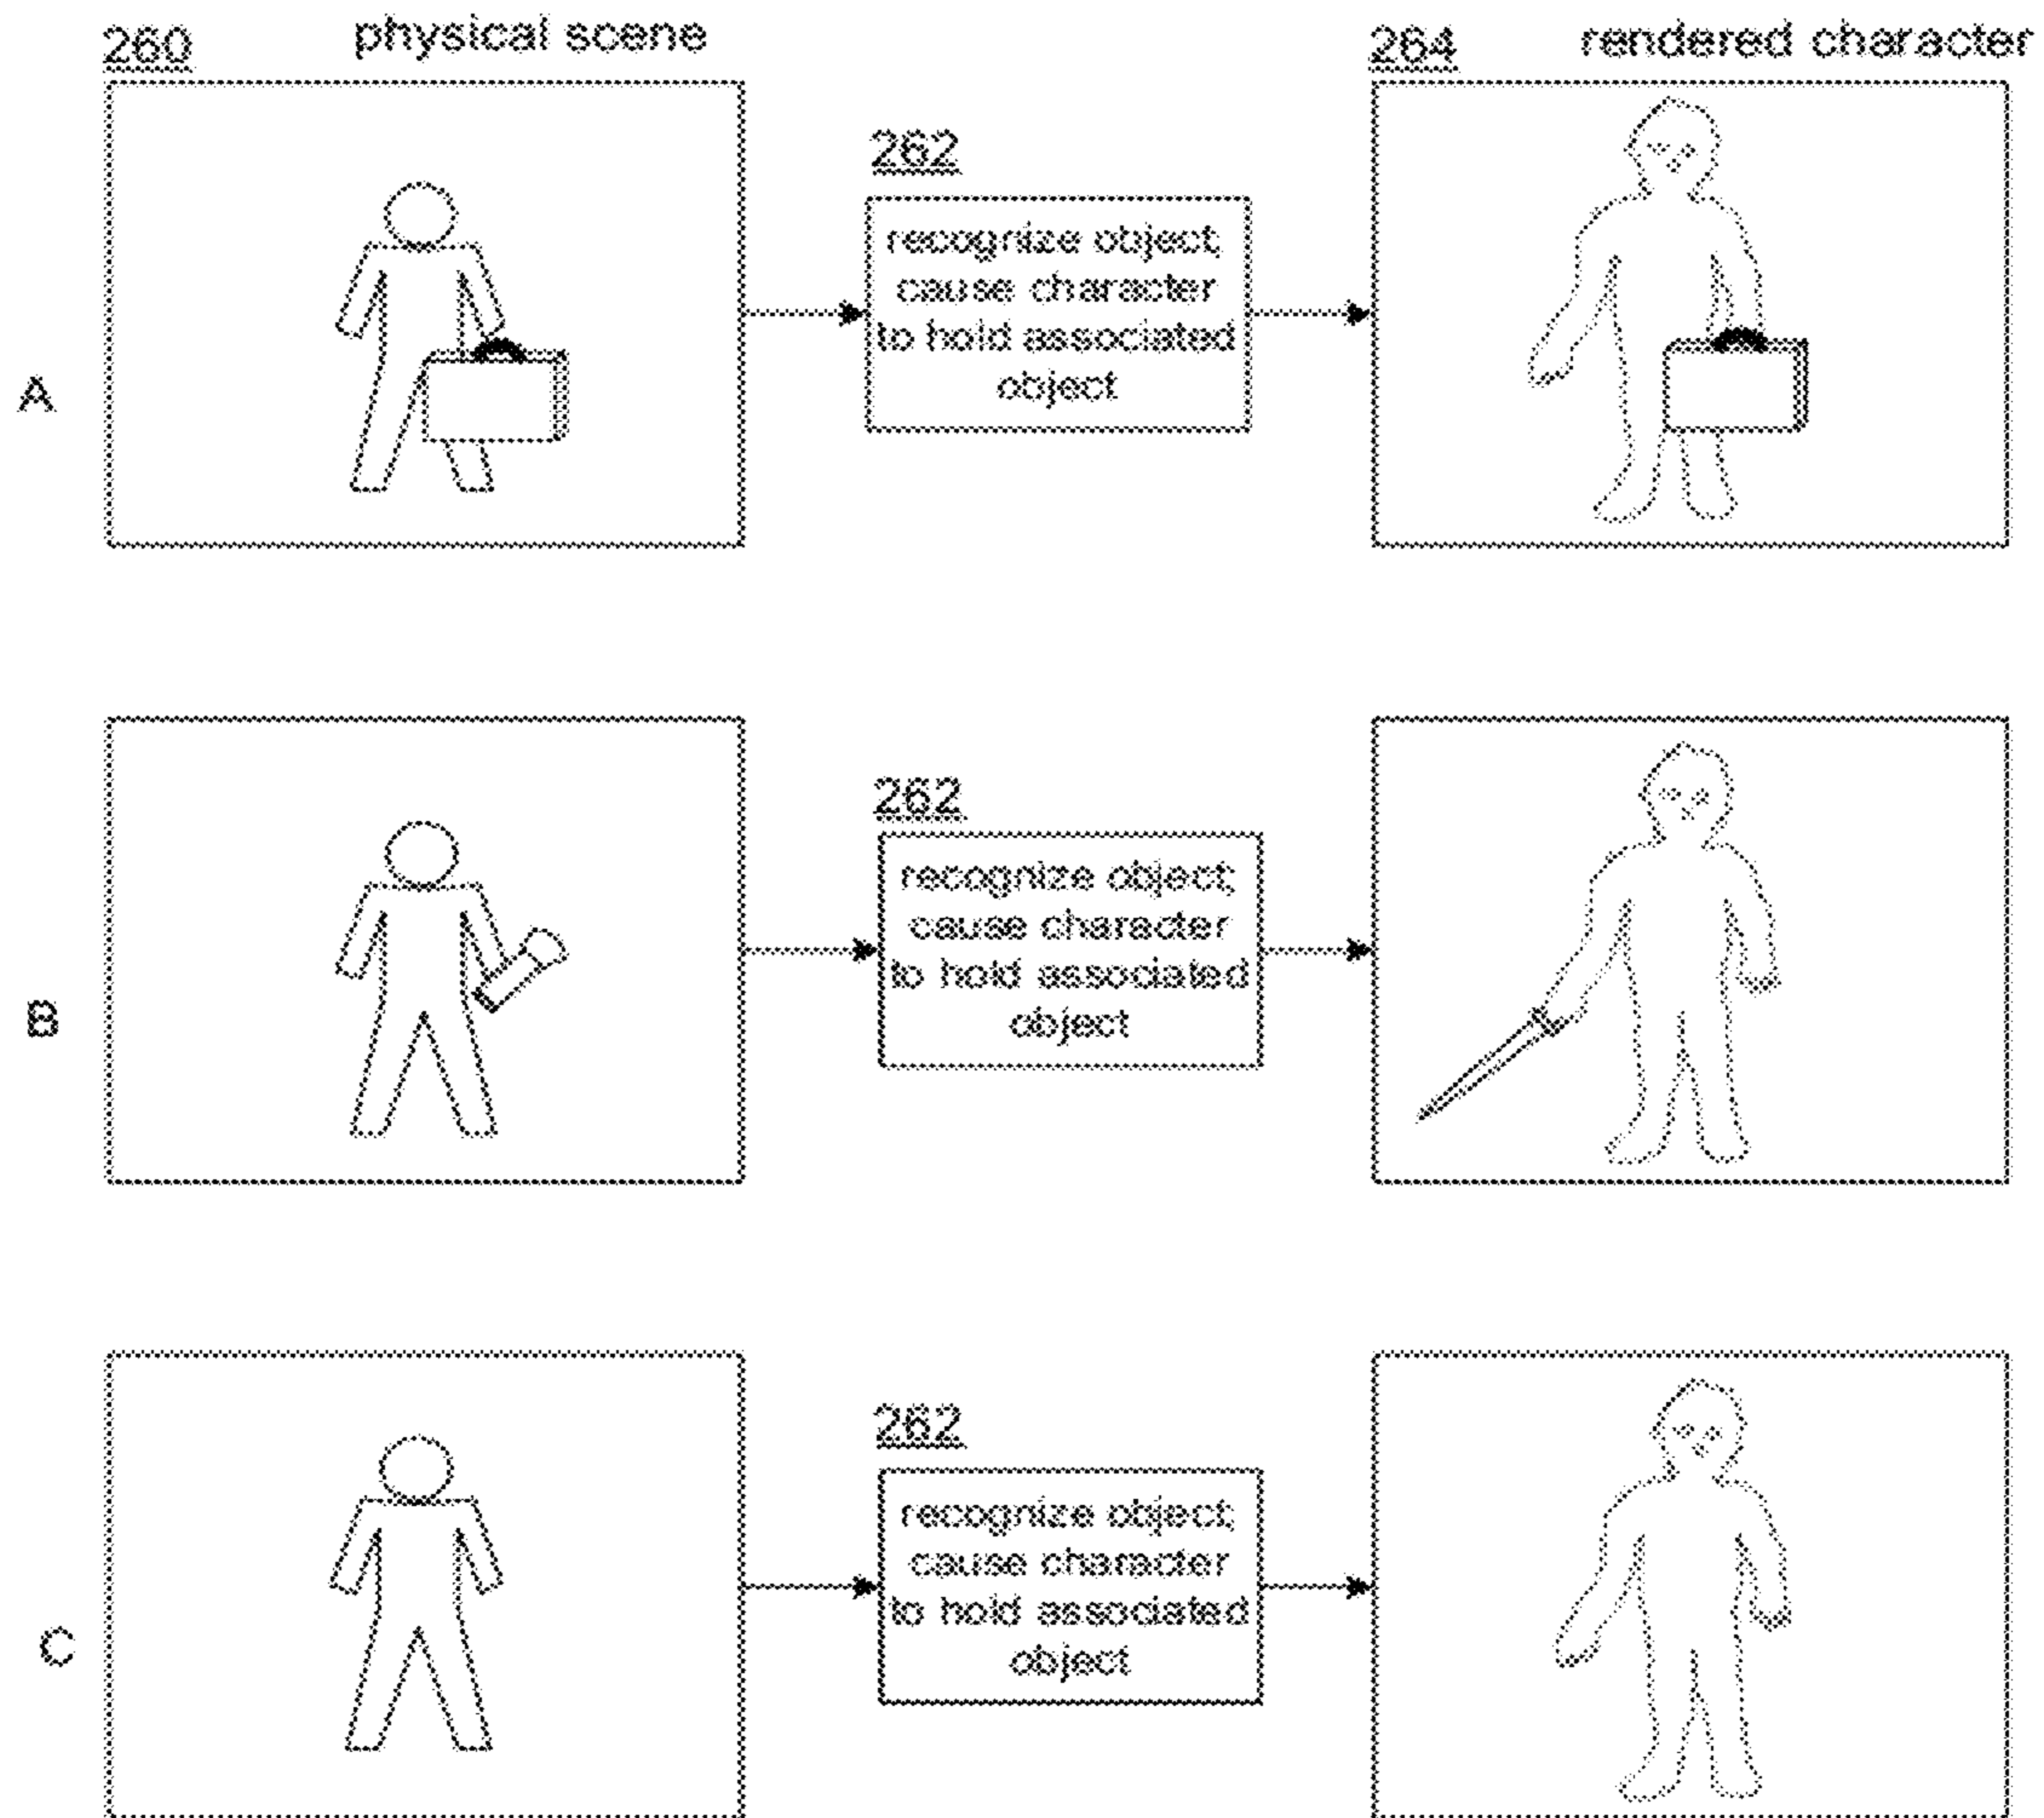 260 physical scene 264 rendered character
262
recognize object;
cause character
to hold associated
object
A
262
recognize object;
cause character
to hold associated
object
B
262
recognize object;
cause character
to hold associated
object
C